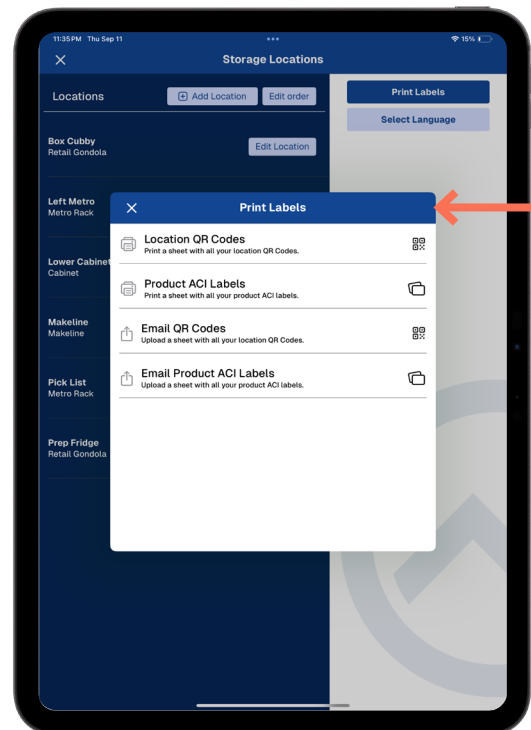 11:35 PM Thu Sep 11
15%
Storage Locations
Locations
Add Location
Edit order
Print Labels
Select Language
Box Cubby
Retail Gondola
Edit Location
Left Metro
Metro Rack
Lower Cabinet
Cabinet
Makeline
Makeline
Pick List
Metro Rack
Prep Fridge
Retail Gondola
Print Labels
Location QR Codes
Print a sheet with all your location QR Codes.
Product ACI Labels
Print a sheet with all your product ACI labels.
Email QR Codes
Upload a sheet with all your location QR Codes.
Email Product ACI Labels
Upload a sheet with all your product ACI labels.